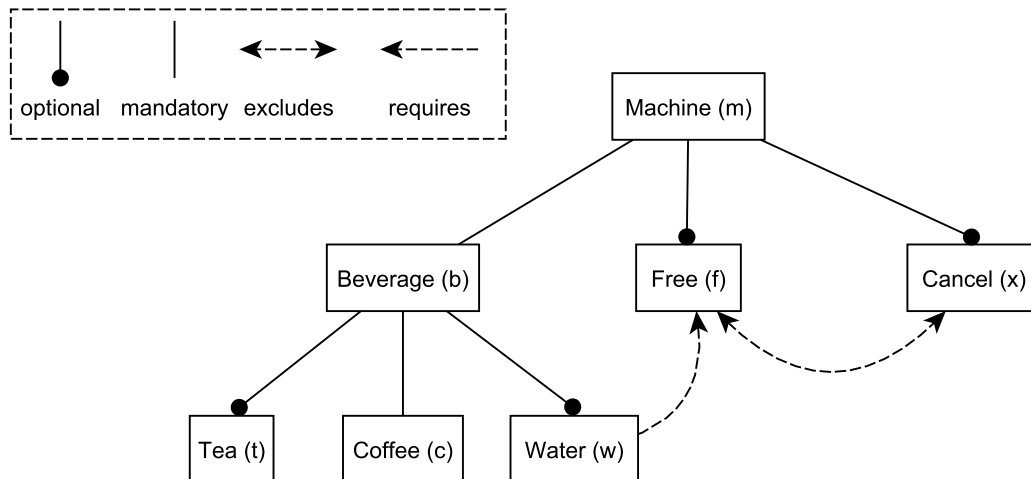 optional mandatory excludes requires
Machine (m)
Beverage (b) Free (f) Cancel (x)
Tea (t) Coffee (c) Water (w)